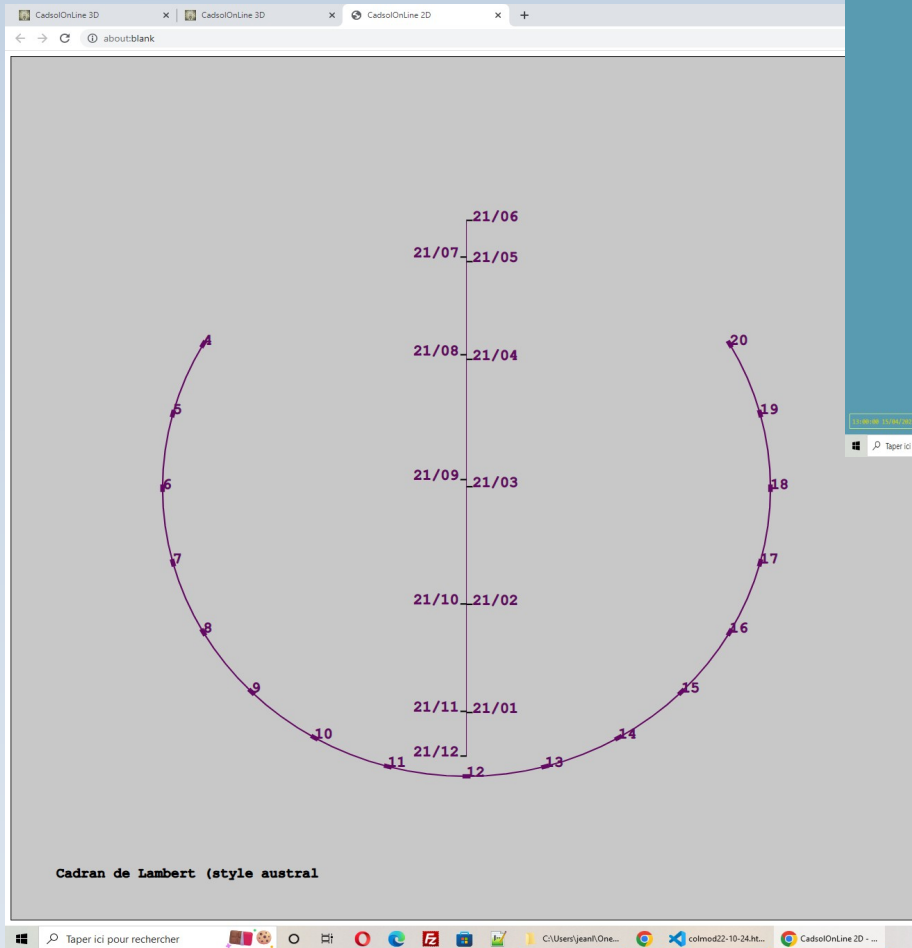 CadsolOnLine 3D
CadsolOnLine 3D
CadsolOnLine 2D
about:blank
21/06
21/07 21/05
4 20
21/08 21/04
5 19
21/09 21/03
6 18
7 17
21/10 21/02
8 16
9 15
21/11 21/01
10 14
21/12
11 13
12
Cadran de Lambert (style austral
Taper ici
Taper ici pour rechercher
C:\Users\jeanl\One...
colmod22-10-24.ht...
CadsolOnLine 2D - ...